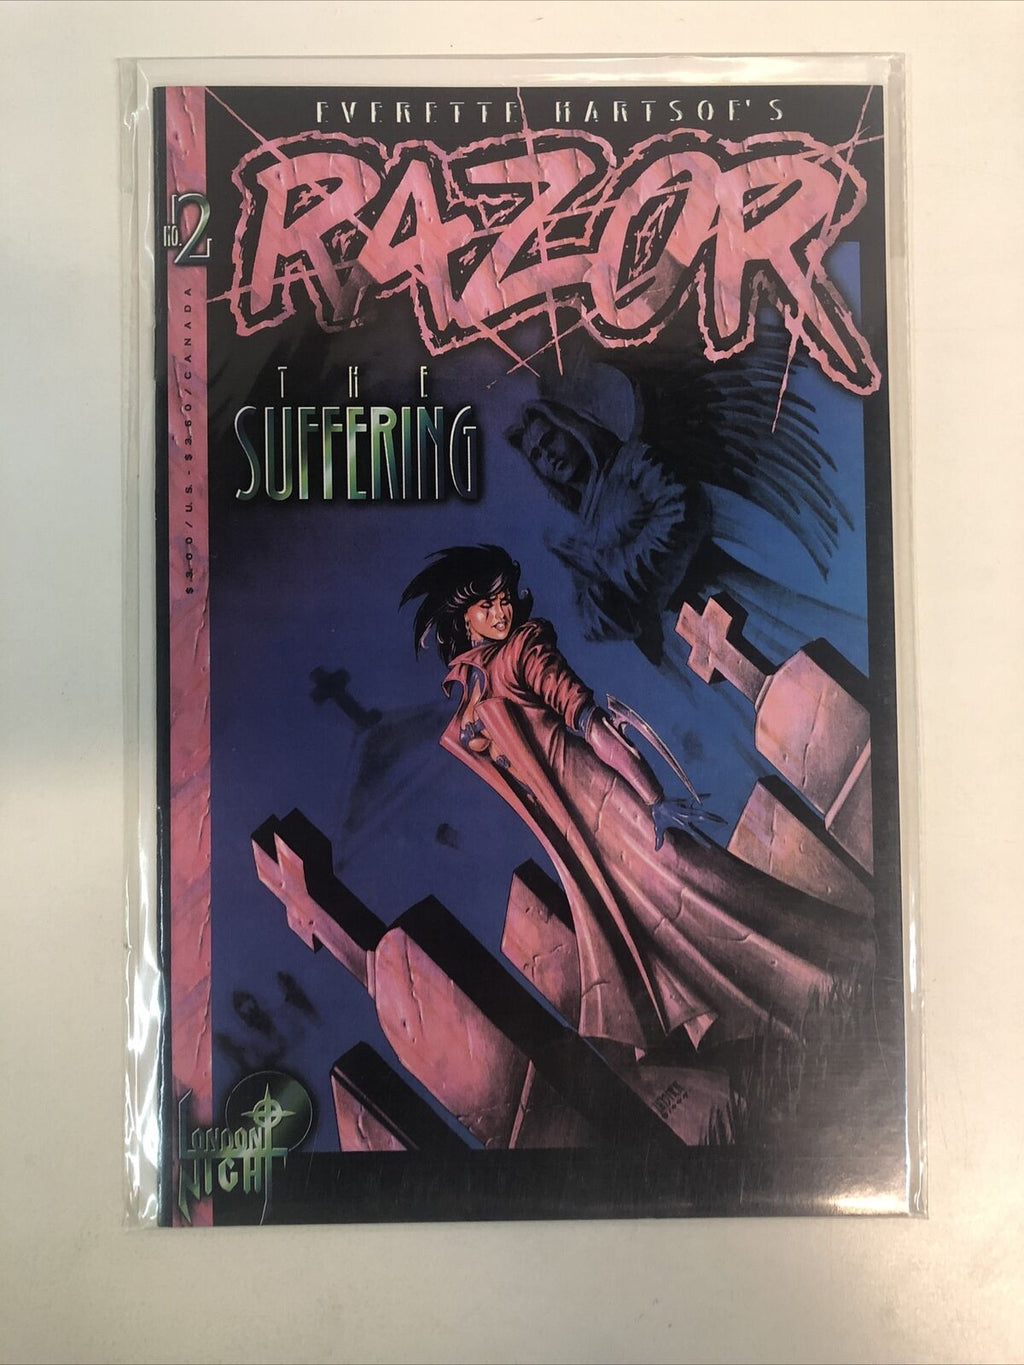 EVERETTE HARTSOE'S
RAZOR
no. 2
$3.00/U.S. - $3.60/CANADA
THE
SUFFERING
LONDON
NIGHT